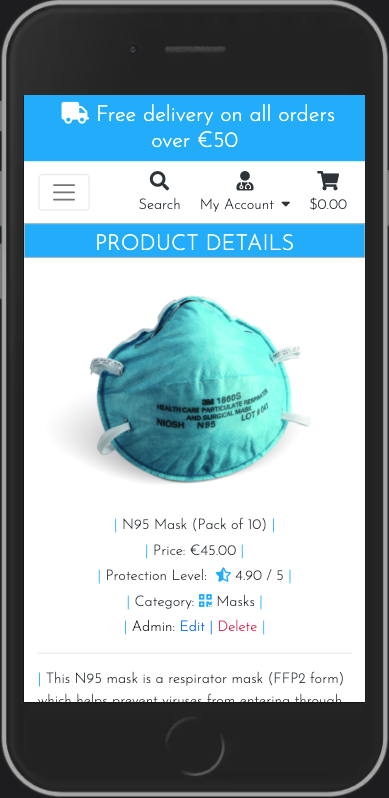 Free delivery on all orders
over €50
Search
My Account
$0.00
PRODUCT DETAILS
3M 1860S
HEALTH CARE PARTICULATE RESPIRATOR
AND SURGICAL MASK
NIOSH N95 LOT #
| N95 Mask (Pack of 10) |
| Price: €45.00 |
| Protection Level: 4.90 / 5 |
| Category: Masks |
| Admin: Edit | Delete |
| This N95 mask is a respirator mask (FFP2 form)
which helps prevent viruses from entering through